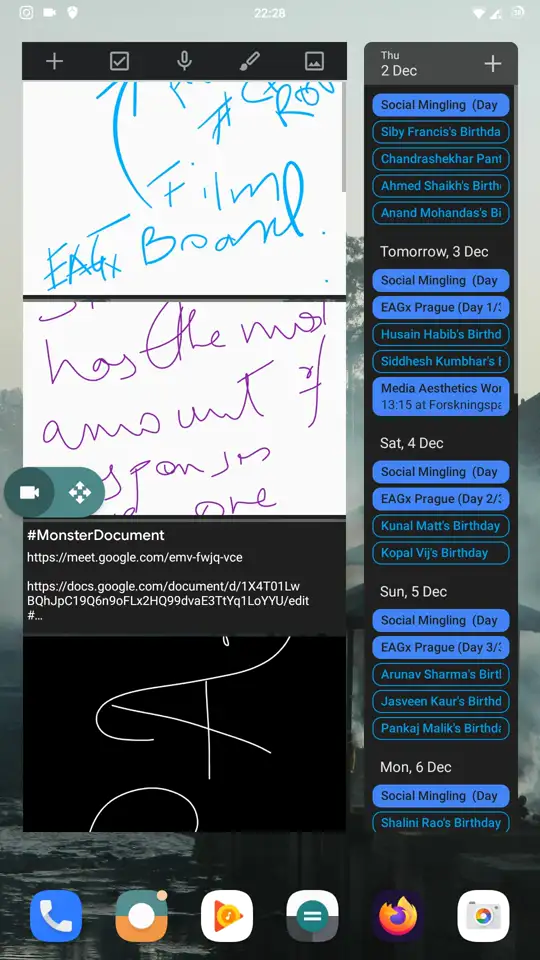 22:28
Film
EAGx Board.
has the most
amount of
one
#MonsterDocument
https://meet.google.com/emv-fwjq-vce
https://docs.google.com/document/d/1X4T01Lw
BQhJpC19Q6n9oFLx2HQ99dvaE3TtYq1LoYYU/edit
#...
Thu
2 Dec
Social Mingling (Day
Siby Francis's Birthda
Chandrashekhar Pant
Ahmed Shaikh's Birth
Anand Mohandas's Bi
Tomorrow, 3 Dec
Social Mingling (Day
EAGx Prague (Day 1/3
Husain Habib's Birthd
Siddhesh Kumbhar's B
Media Aesthetics Wor
13:15 at Forskningspa
Sat, 4 Dec
Social Mingling (Day
EAGx Prague (Day 2/3
Kunal Matt's Birthday
Kopal Vij's Birthday
Sun, 5 Dec
Social Mingling (Day
EAGx Prague (Day 3/3
Arunav Sharma's Birth
Jasveen Kaur's Birthd
Pankaj Malik's Birthda
Mon, 6 Dec
Social Mingling (Day
Shalini Rao's Birthday